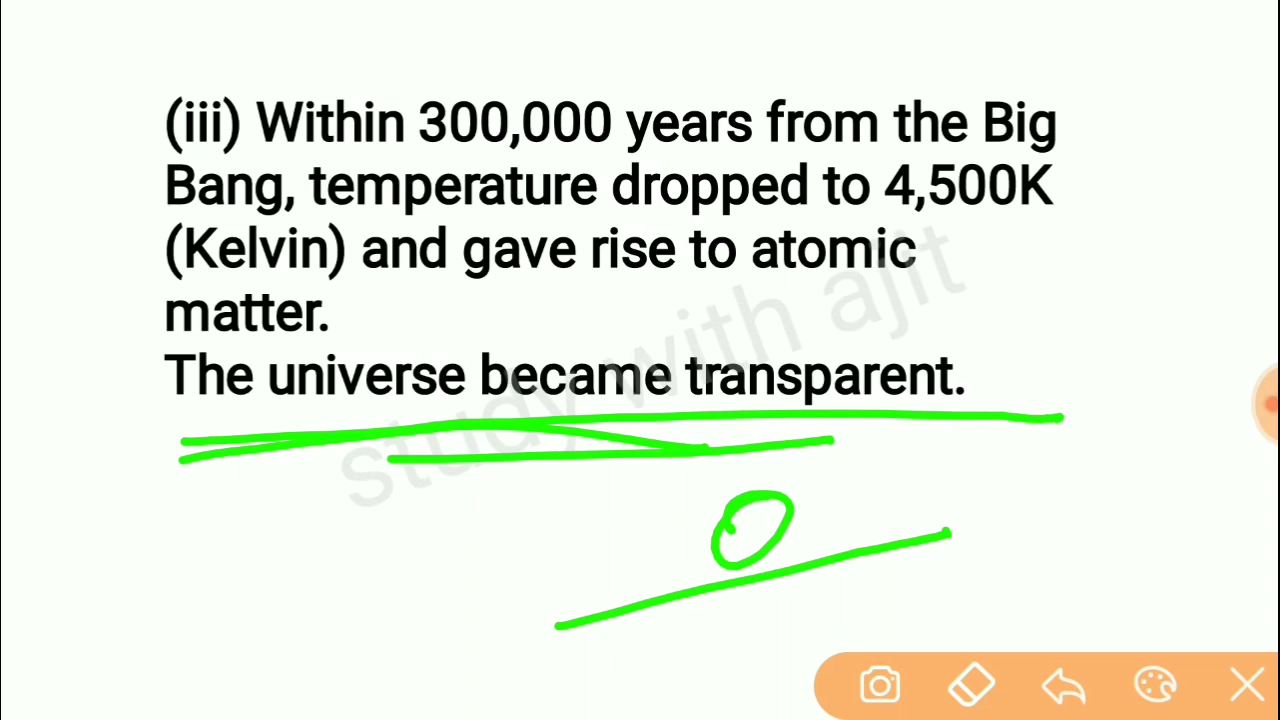 (iii) Within 300,000 years from the Big
Bang, temperature dropped to 4,500K
(Kelvin) and gave rise to atomic
matter.
The universe became transparent.
study with ajit